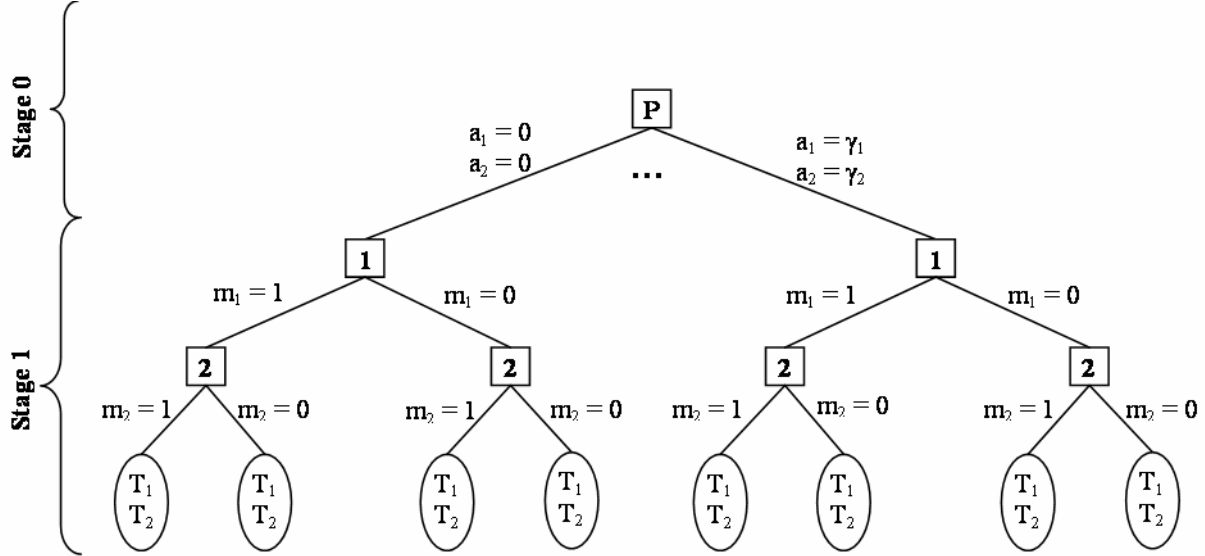 Stage 0
P
a₁ = 0
a₂ = 0
...
a₁ = γ₁
a₂ = γ₂
Stage 1
1
1
m₁ = 1
m₁ = 0
m₁ = 1
m₁ = 0
2
2
2
2
m₂ = 1
m₂ = 0
m₂ = 1
m₂ = 0
m₂ = 1
m₂ = 0
m₂ = 1
m₂ = 0
T₁
T₂
T₁
T₂
T₁
T₂
T₁
T₂
T₁
T₂
T₁
T₂
T₁
T₂
T₁
T₂